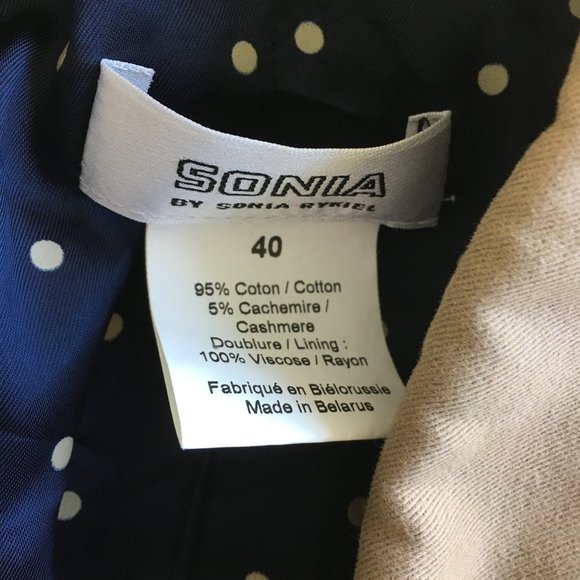 SONIA
BY SONIA RYKIEL
40
95% Coton / Cotton
5% Cachemire /
Cashmere
Doublure / Lining :
100% Viscose / Rayon
Fabriqué en Biélorussie
Made in Belarus